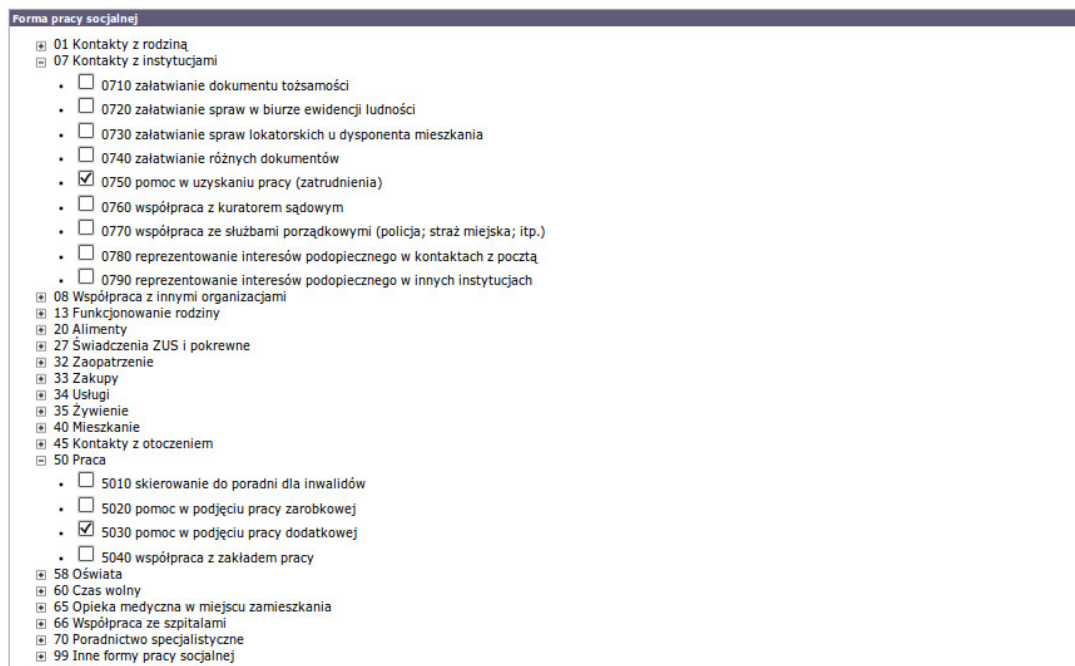 Forma pracy socjalnej
01 Kontakty z rodziną
07 Kontakty z instytucjami
0710 załatwianie dokumentu tożsamości
0720 załatwianie spraw w biurze ewidencji ludności
0730 załatwianie spraw lokatorskich u dysponenta mieszkania
0740 załatwianie różnych dokumentów
0750 pomoc w uzyskaniu pracy (zatrudnienia)
0760 współpraca z kuratorem sądowym
0770 współpraca ze służbami porządkowymi (policja; straż miejska; itp.)
0780 reprezentowanie interesów podopiecznego w kontaktach z pocztą
0790 reprezentowanie interesów podopiecznego w innych instytucjach
08 Współpraca z innymi organizacjami
13 Funkcjonowanie rodziny
20 Alimenty
27 Świadczenia ZUS i pokrewne
32 Zaopatrzenie
33 Zakupy
34 Usługi
35 Żywienie
40 Mieszkanie
45 Kontakty z otoczeniem
50 Praca
5010 skierowanie do poradni dla inwalidów
5020 pomoc w podjęciu pracy zarobkowej
5030 pomoc w podjęciu pracy dodatkowej
5040 współpraca z zakładem pracy
58 Oświata
60 Czas wolny
65 Opieka medyczna w miejscu zamieszkania
66 Współpraca ze szpitalami
70 Poradnictwo specjalistyczne
99 Inne formy pracy socjalnej